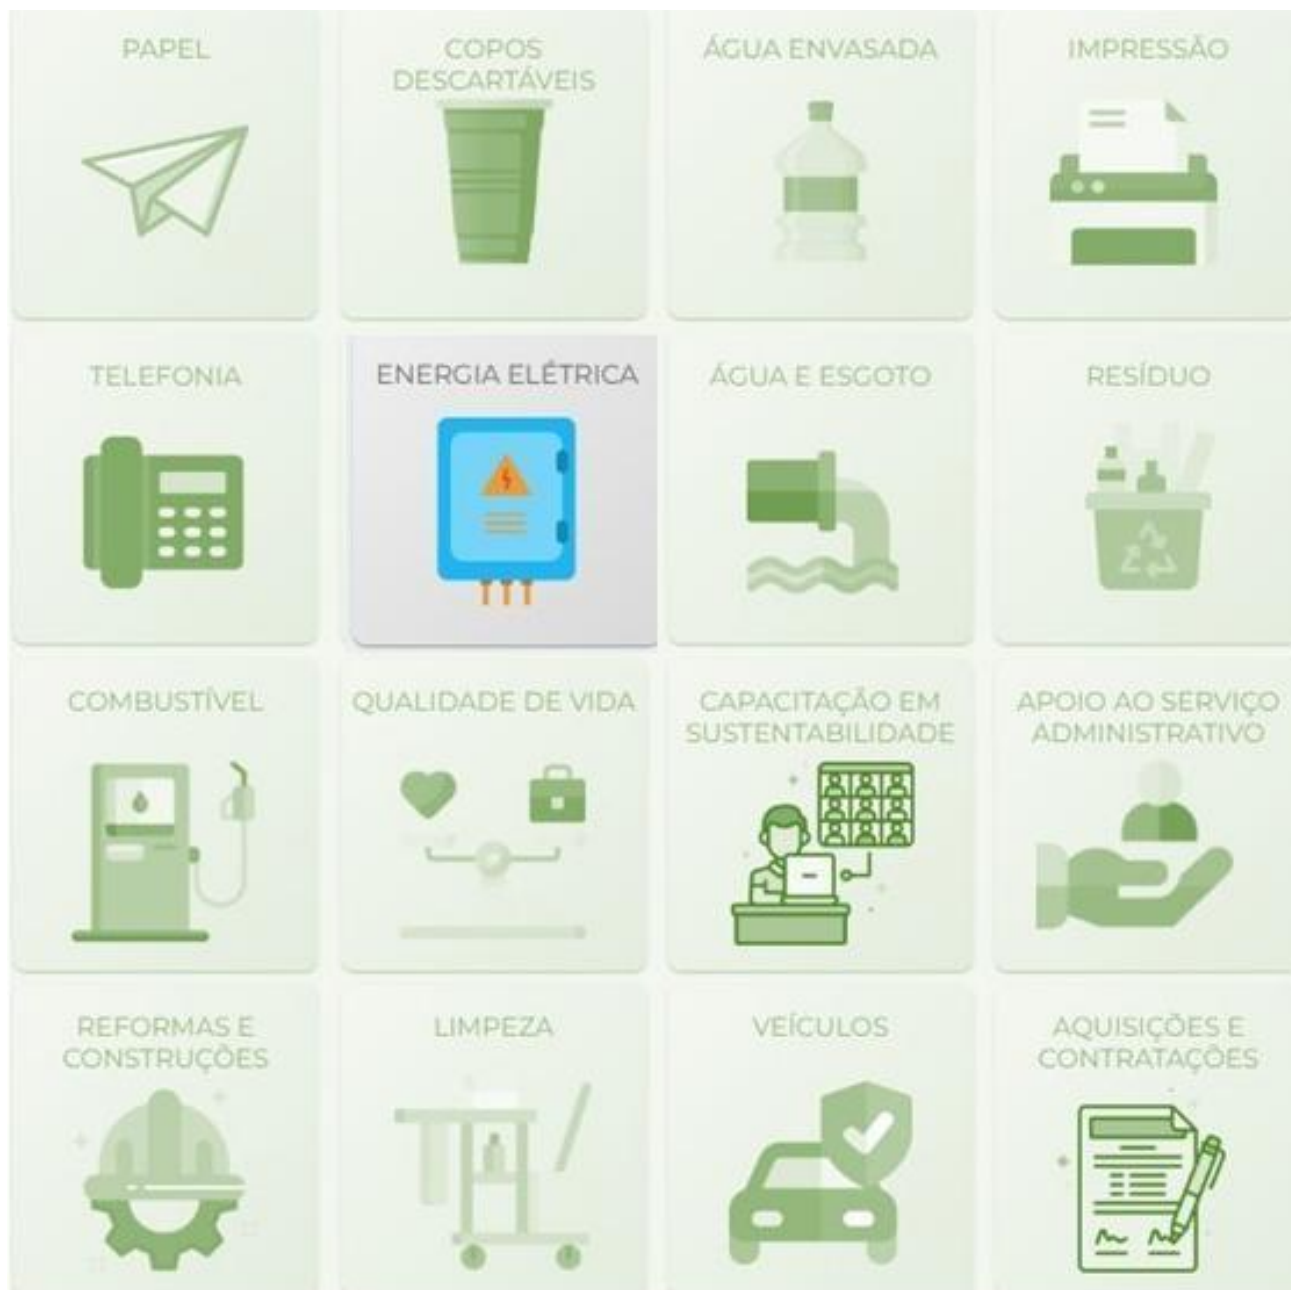 PAPEL
COPOS
DESCARTÁVEIS
ÁGUA ENVASADA
IMPRESSÃO
TELEFONIA
ENERGIA ELÉTRICA
ÁGUA E ESGOTO
RESÍDUO
COMBUSTÍVEL
QUALIDADE DE VIDA
CAPACITAÇÃO EM
SUSTENTABILIDADE
APOIO AO SERVIÇO
ADMINISTRATIVO
REFORMAS E
CONSTRUÇÕES
LIMPEZA
VEÍCULOS
AQUISIÇÕES E
CONTRATAÇÕES